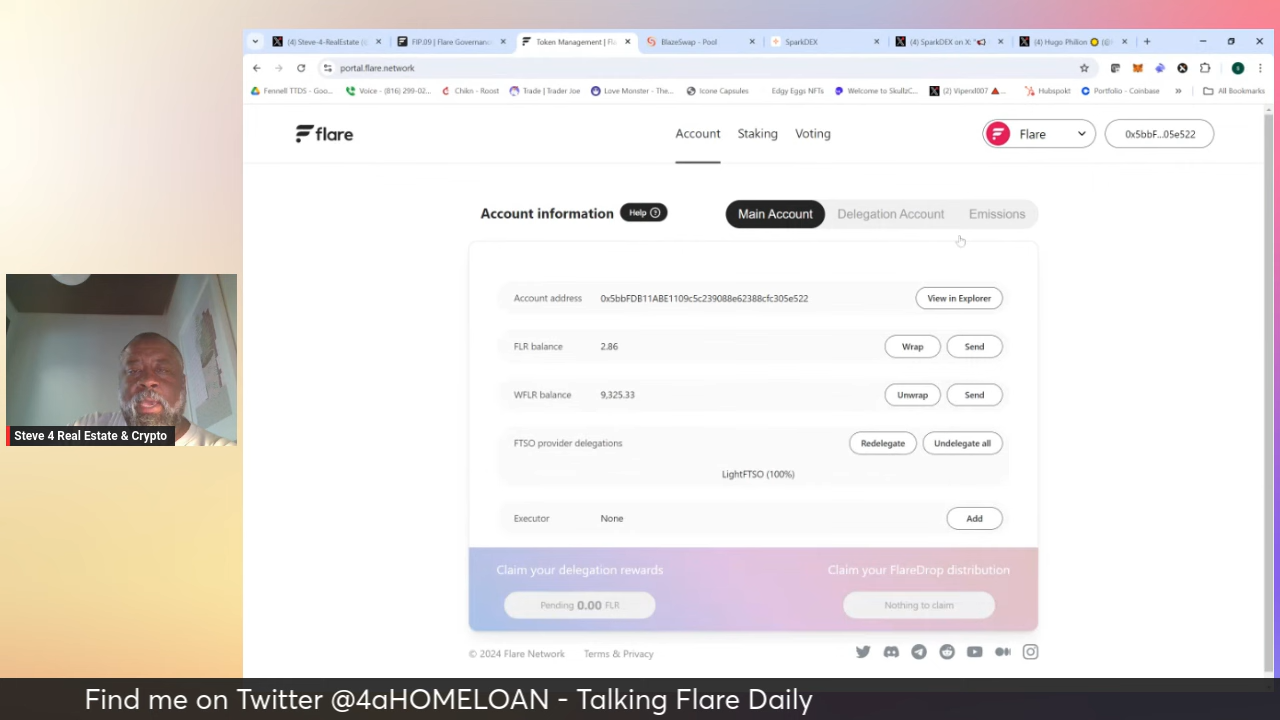 (4) Steve-4-RealEstate (
FIP.09 | Flare Governanc
Token Management | Fl
BlazeSwap - Pool
SparkDEX
(4) SparkDEX on X: "
(4) Hugo Philion
portal.flare.network
Fennell TTDS - Goo...
Voice - (816) 299-02...
Chikn - Roost
Trade | Trader Joe
Love Monster - The...
Icone Capsules
Edgy Eggs NFTs
Welcome to SkullzC...
(2) Viperd007
Hubspokt
Portfolio - Coinbase
»
All Bookmarks
flare
Account
Staking
Voting
Flare
0x5bbF...05e522
Account information
Help
Main Account
Delegation Account
Emissions
Account address 0x5bbFDB11ABE1109c5c239088e62388cfc305e522 View in Explorer
FLR balance 2.86 Wrap Send
WFLR balance 9,325.33 Unwrap Send
FTSO provider delegations Redelegate Undelegate all
LightFTSO (100%)
Executor None Add
Claim your delegation rewards
Claim your FlareDrop distribution
Pending 0.00 FLR
Nothing to claim
© 2024 Flare Network Terms & Privacy
Steve 4 Real Estate & Crypto
Find me on Twitter @4aHOMELOAN - Talking Flare Daily